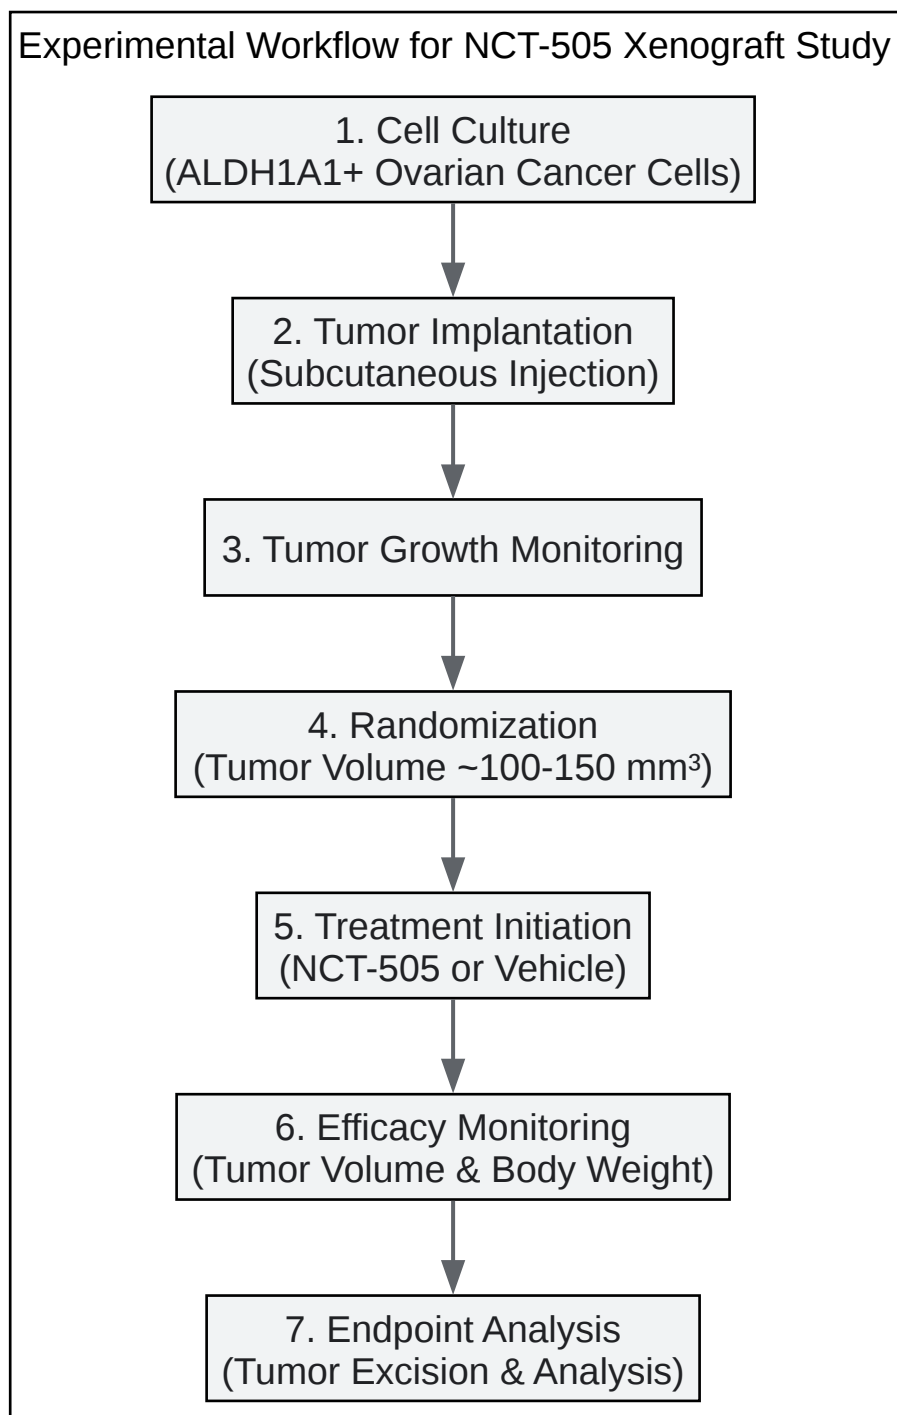 Experimental Workflow for NCT-505 Xenograft Study
1. Cell Culture
(ALDH1A1+ Ovarian Cancer Cells)
2. Tumor Implantation
(Subcutaneous Injection)
3. Tumor Growth Monitoring
4. Randomization
(Tumor Volume ~100-150 mm³)
5. Treatment Initiation
(NCT-505 or Vehicle)
6. Efficacy Monitoring
(Tumor Volume & Body Weight)
7. Endpoint Analysis
(Tumor Excision & Analysis)